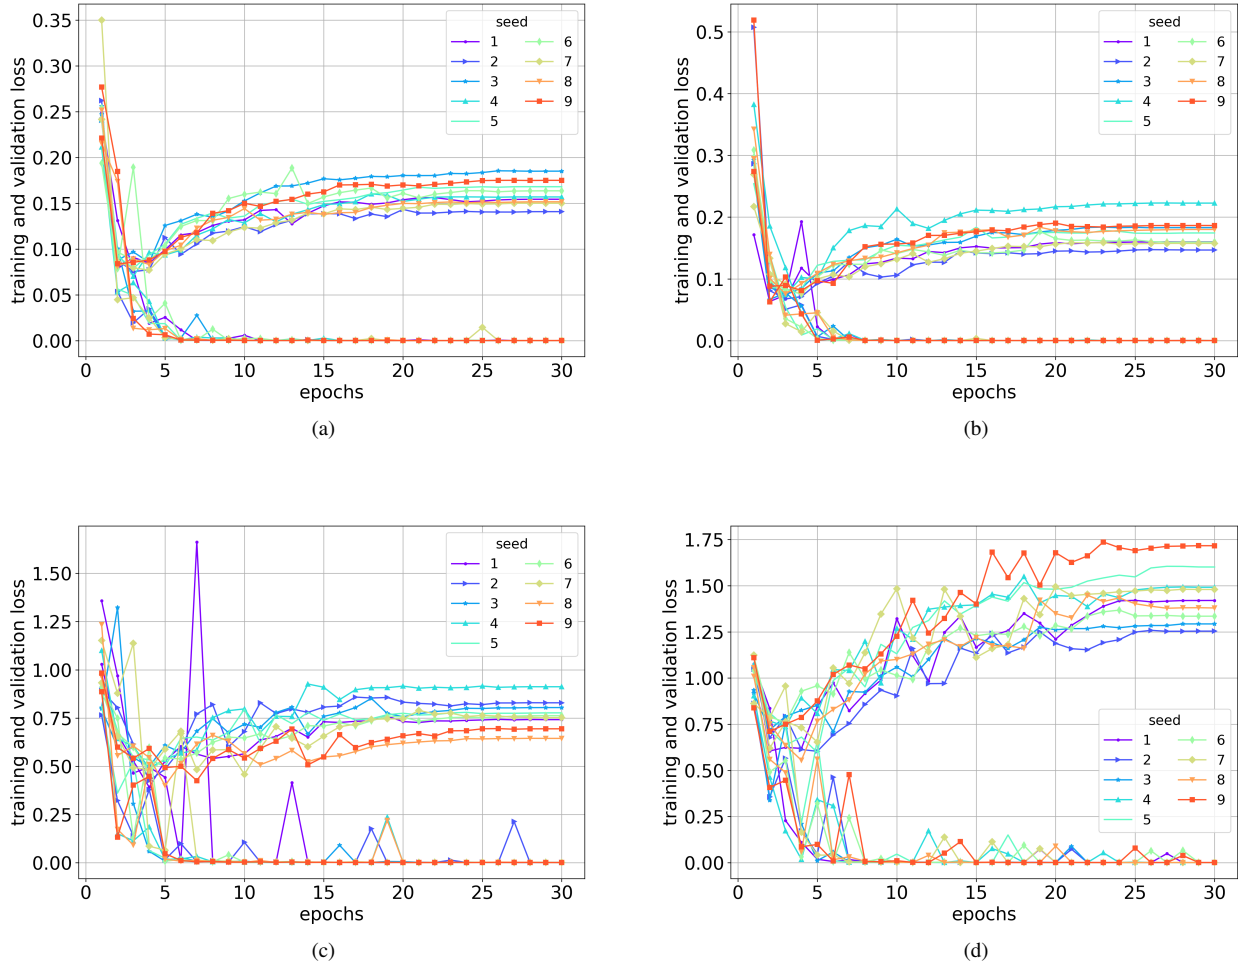 training and validation loss
0.35
0.30
0.25
0.20
0.15
0.10
0.05
0.00
0 5 10 15 20 25 30
epochs
seed
1 6
2 7
3 8
4 9
5
(a)
training and validation loss
0.5
0.4
0.3
0.2
0.1
0.0
0 5 10 15 20 25 30
epochs
seed
1 6
2 7
3 8
4 9
5
(b)
training and validation loss
1.50
1.25
1.00
0.75
0.50
0.25
0.00
0 5 10 15 20 25 30
epochs
seed
1 6
2 7
3 8
4 9
5
(c)
training and validation loss
1.75
1.50
1.25
1.00
0.75
0.50
0.25
0.00
0 5 10 15 20 25 30
epochs
seed
1 6
2 7
3 8
4 9
5
(d)